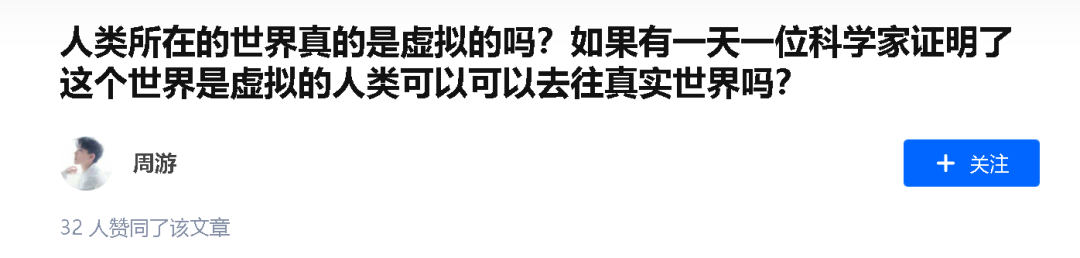 人类所在的世界真的是虚拟的吗？如果有一天一位科学家证明了
这个世界是虚拟的人类可以可以去往真实世界吗？
周游
+ 关注
32 人赞同了该文章